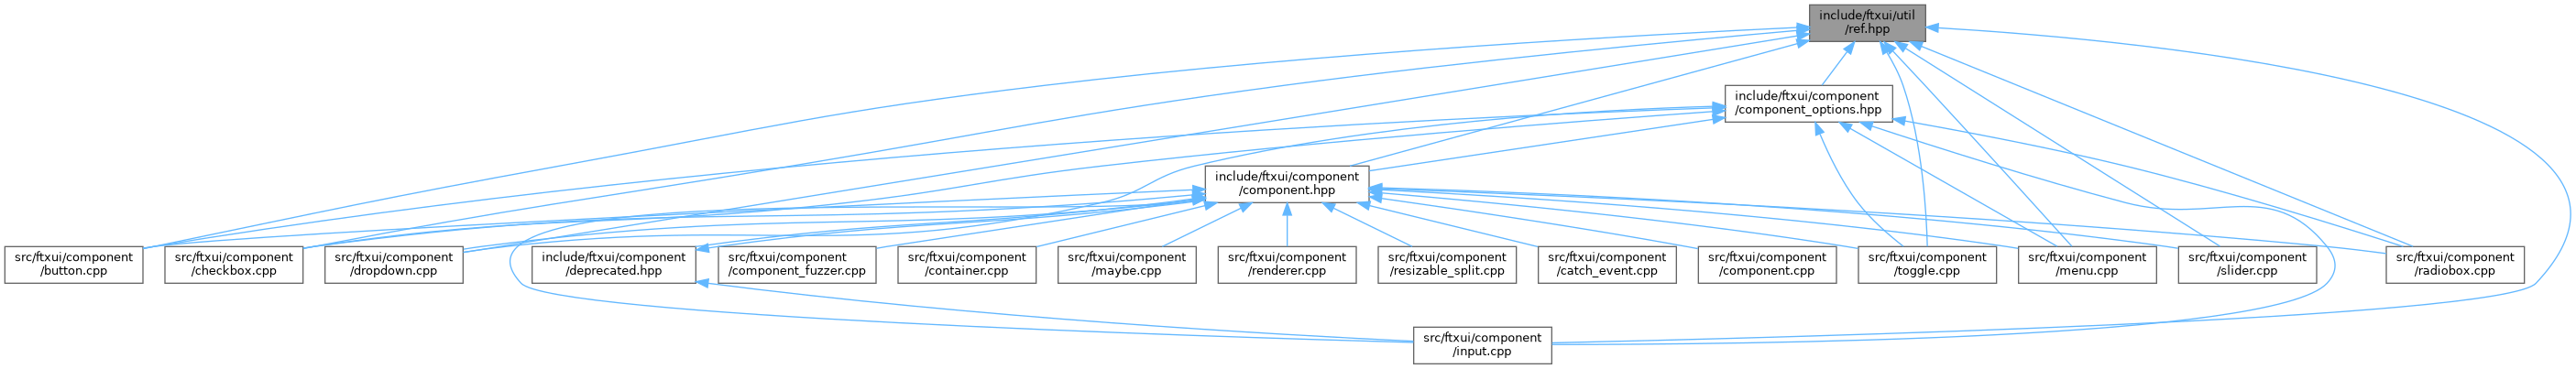 include/ftxui/util
/ref.hpp
include/ftxui/component
/component_options.hpp
include/ftxui/component
/component.hpp
src/ftxui/component
/button.cpp
src/ftxui/component
/checkbox.cpp
src/ftxui/component
/dropdown.cpp
include/ftxui/component
/deprecated.hpp
src/ftxui/component
/component_fuzzer.cpp
src/ftxui/component
/container.cpp
src/ftxui/component
/maybe.cpp
src/ftxui/component
/renderer.cpp
src/ftxui/component
/resizable_split.cpp
src/ftxui/component
/catch_event.cpp
src/ftxui/component
/component.cpp
src/ftxui/component
/toggle.cpp
src/ftxui/component
/menu.cpp
src/ftxui/component
/slider.cpp
src/ftxui/component
/radiobox.cpp
src/ftxui/component
/input.cpp